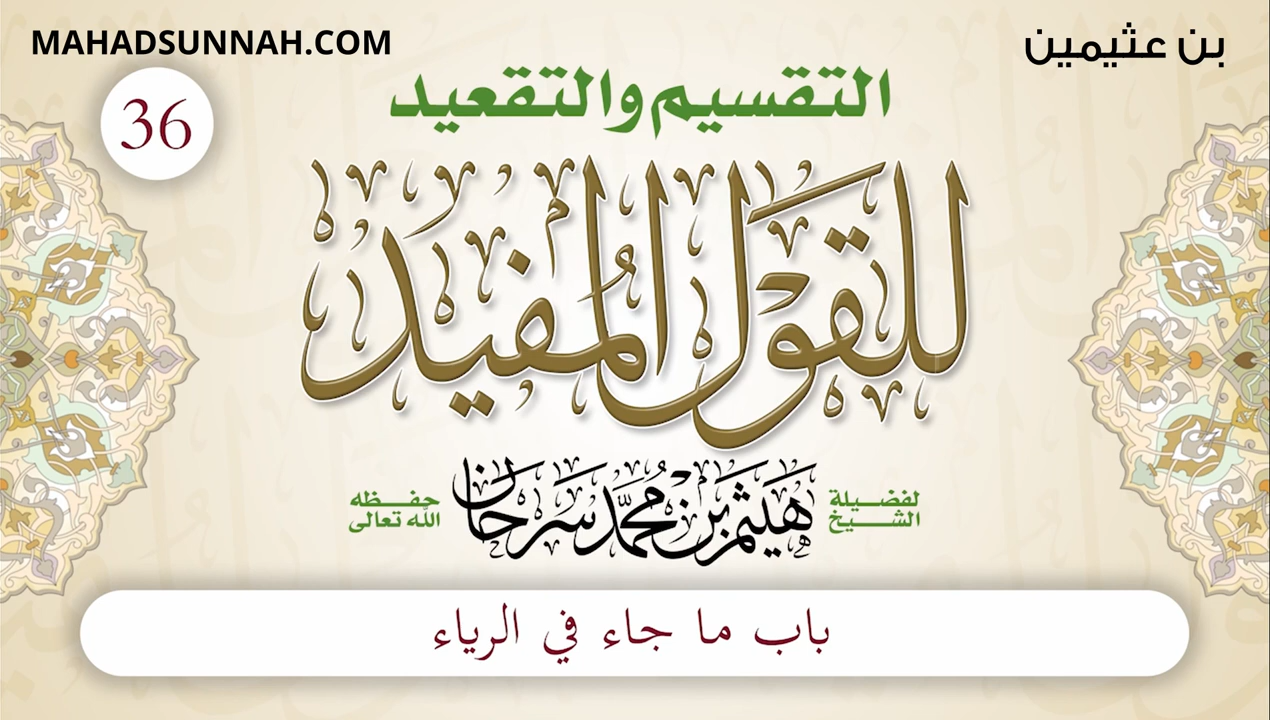 MAHADSUNNAH.COM
بن عثيمين
36
التقسيم والتقعيد
للقول المفيد
لفضيلة الشيخ
هيثم بن محمد سرحان
حفظه الله تعالى
باب ما جاء في الرياء